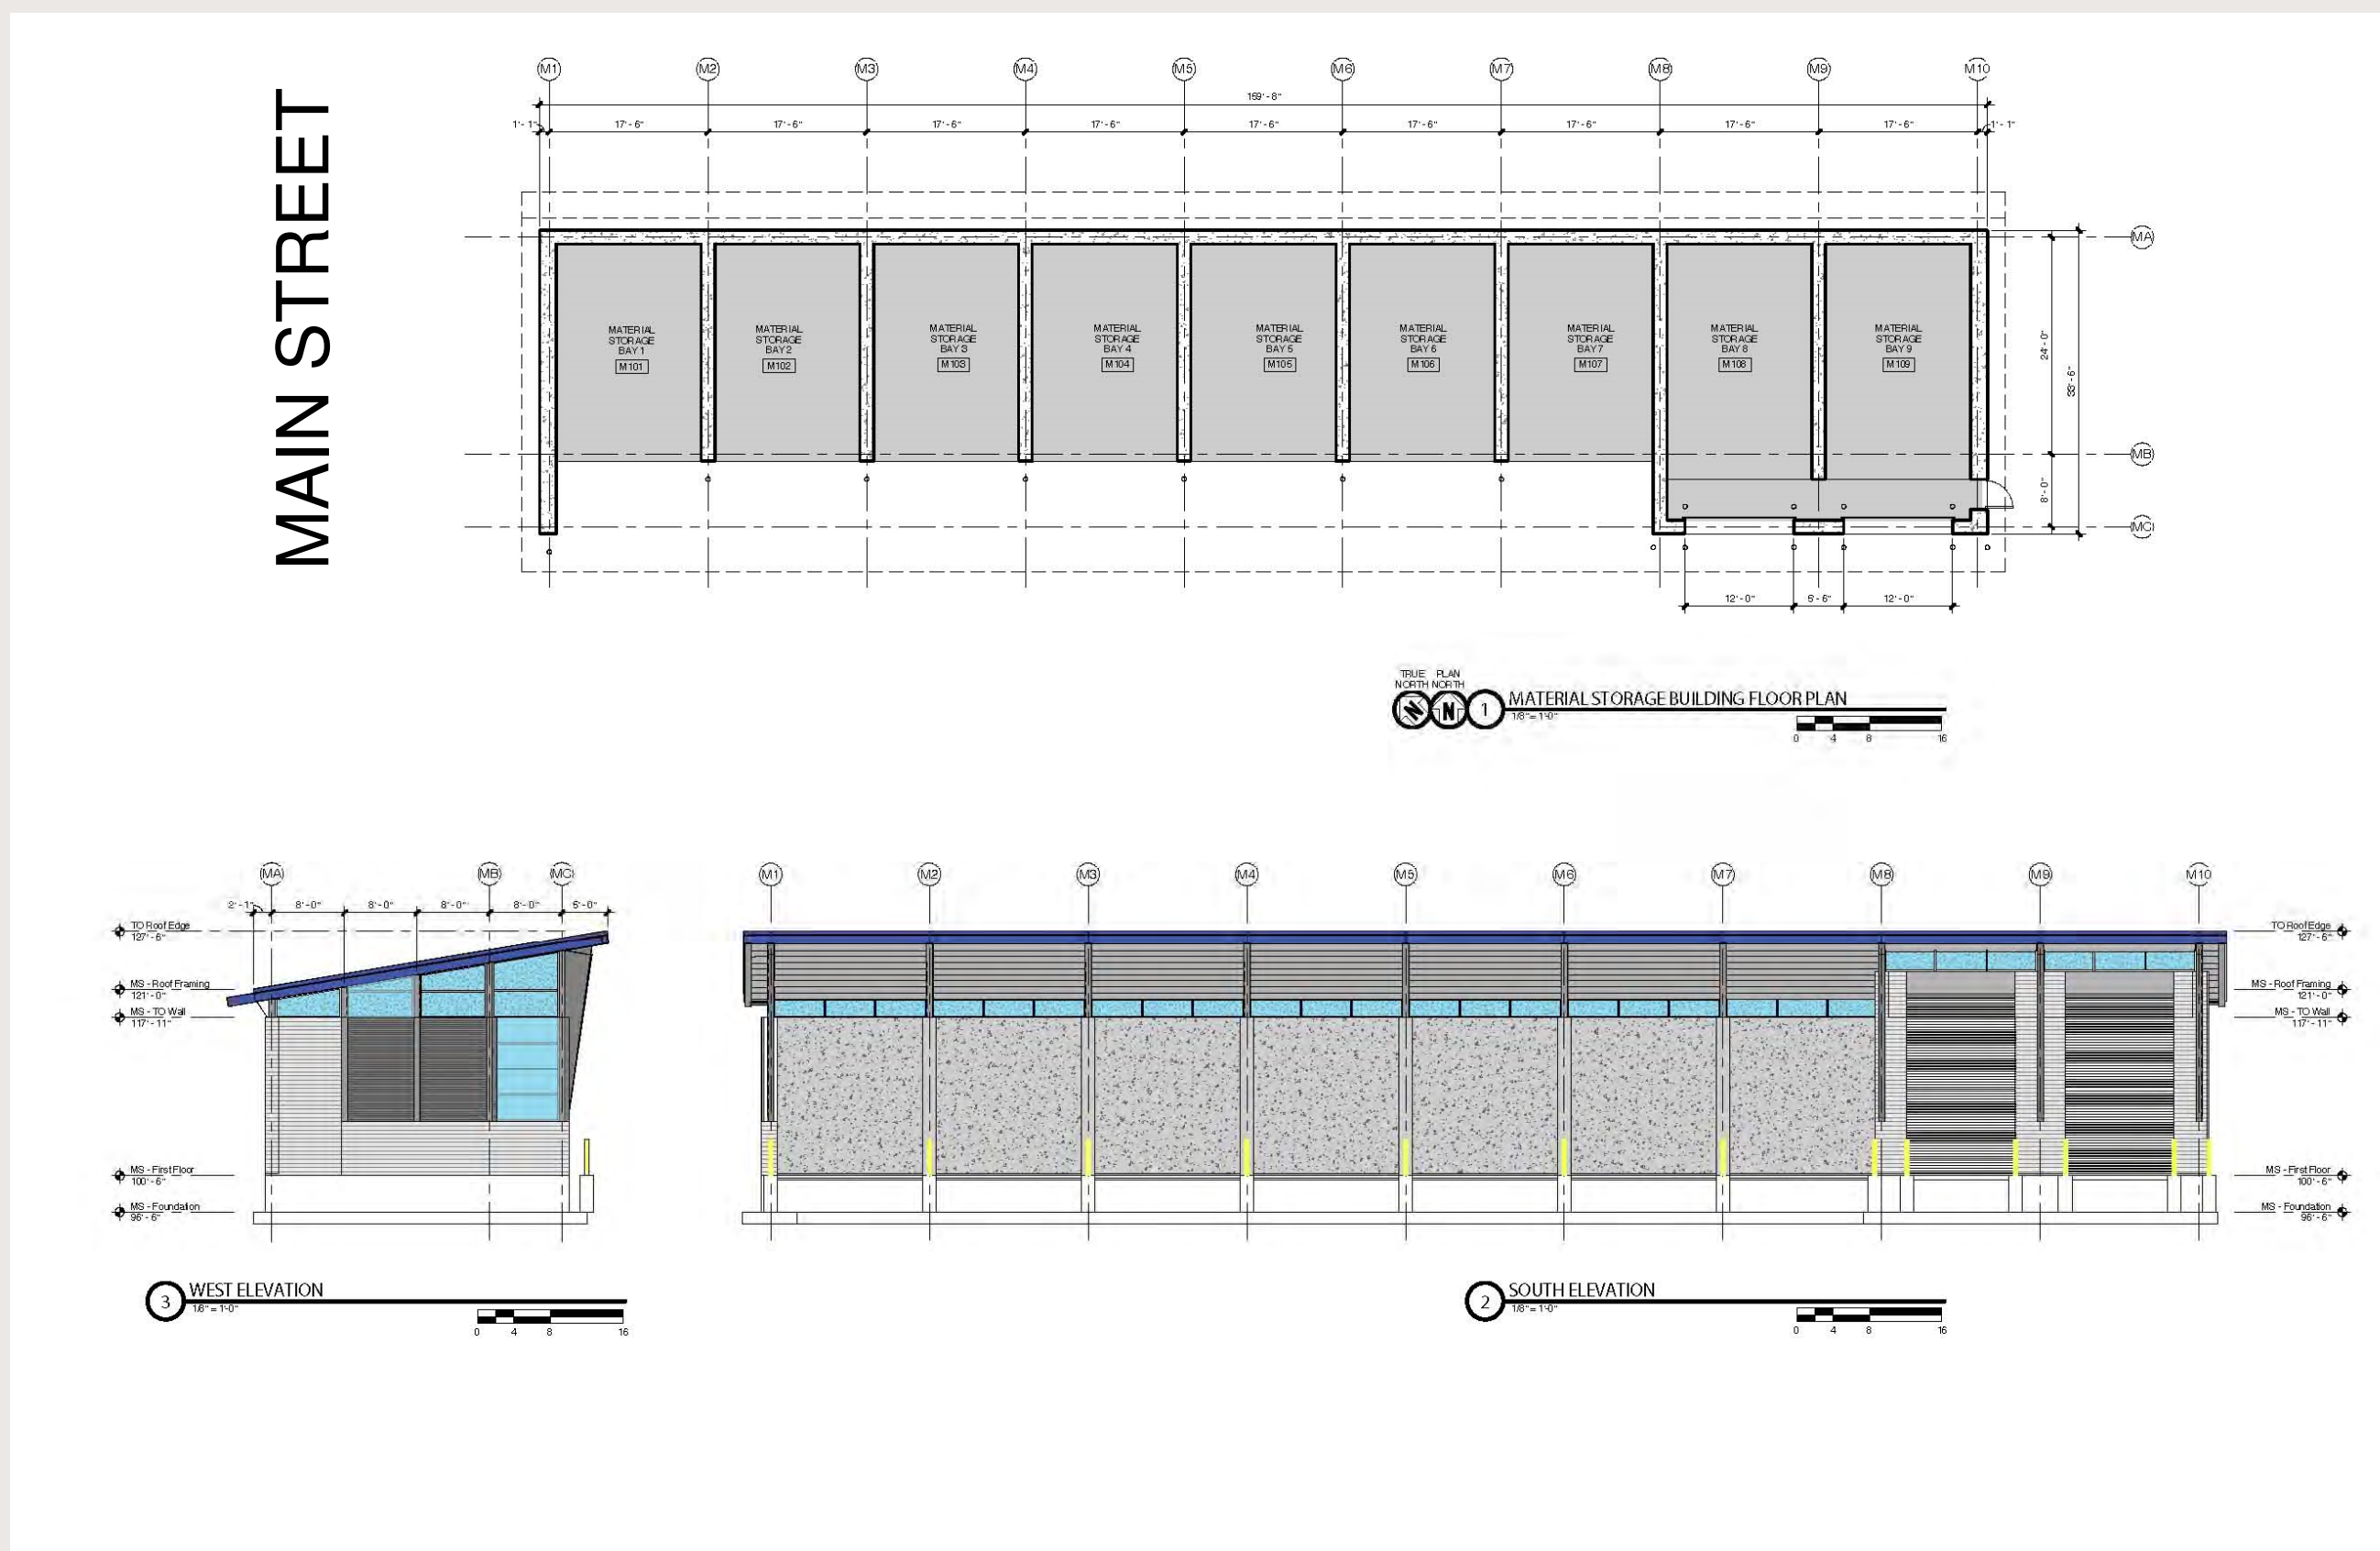 MAIN STREET
M1 M2 M3 M4 M5 M6 M7 M8 M9 M10
159'-8"
1'-1" 17'-6" 17'-6" 17'-6" 17'-6" 17'-6" 17'-6" 17'-6" 17'-6" 17'-6" 1'-1"
MA
MATERIAL
STORAGE
BAY 1
M101
MATERIAL
STORAGE
BAY 2
M102
MATERIAL
STORAGE
BAY 3
M103
MATERIAL
STORAGE
BAY 4
M104
MATERIAL
STORAGE
BAY 5
M105
MATERIAL
STORAGE
BAY 6
M106
MATERIAL
STORAGE
BAY 7
M107
MATERIAL
STORAGE
BAY 8
M108
MATERIAL
STORAGE
BAY 9
M109
24'-0"
33'-6"
MB
8'-0"
MC
12'-0" 5'-6" 12'-0"
TRUE NORTH
PLAN NORTH
N N 1 MATERIAL STORAGE BUILDING FLOOR PLAN
1/8" = 1'-0"
0 4 8 16
MA MB MC
2'-1" 8'-0" 8'-0" 8'-0" 8'-0" 5'-0"
TO Roof Edge
127'-6"
MS - Roof Framing
121'-0"
MS - TO Wall
117'-11"
MS - First Floor
100'-6"
MS - Foundation
96'-6"
3 WEST ELEVATION
1/8" = 1'-0"
0 4 8 16
M1 M2 M3 M4 M5 M6 M7 M8 M9 M10
TO Roof Edge
127'-6"
MS - Roof Framing
121'-0"
MS - TO Wall
117'-11"
MS - First Floor
100'-6"
MS - Foundation
96'-6"
2 SOUTH ELEVATION
1/8" = 1'-0"
0 4 8 16